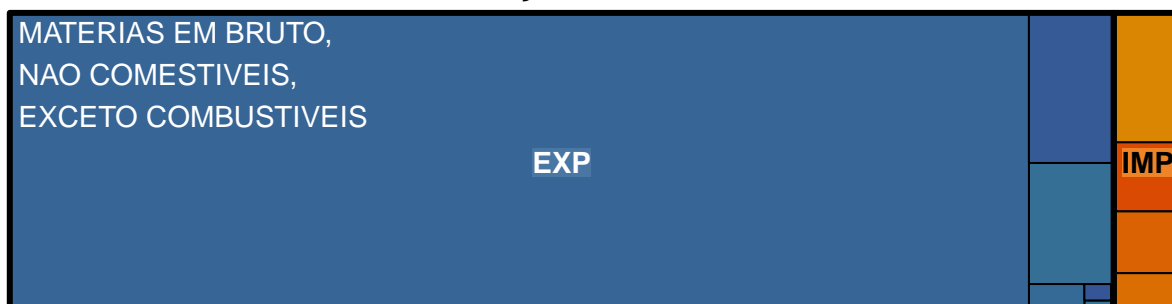 MATERIAS EM BRUTO,
NAO COMESTIVEIS,
EXCETO COMBUSTIVEIS
EXP
IMP